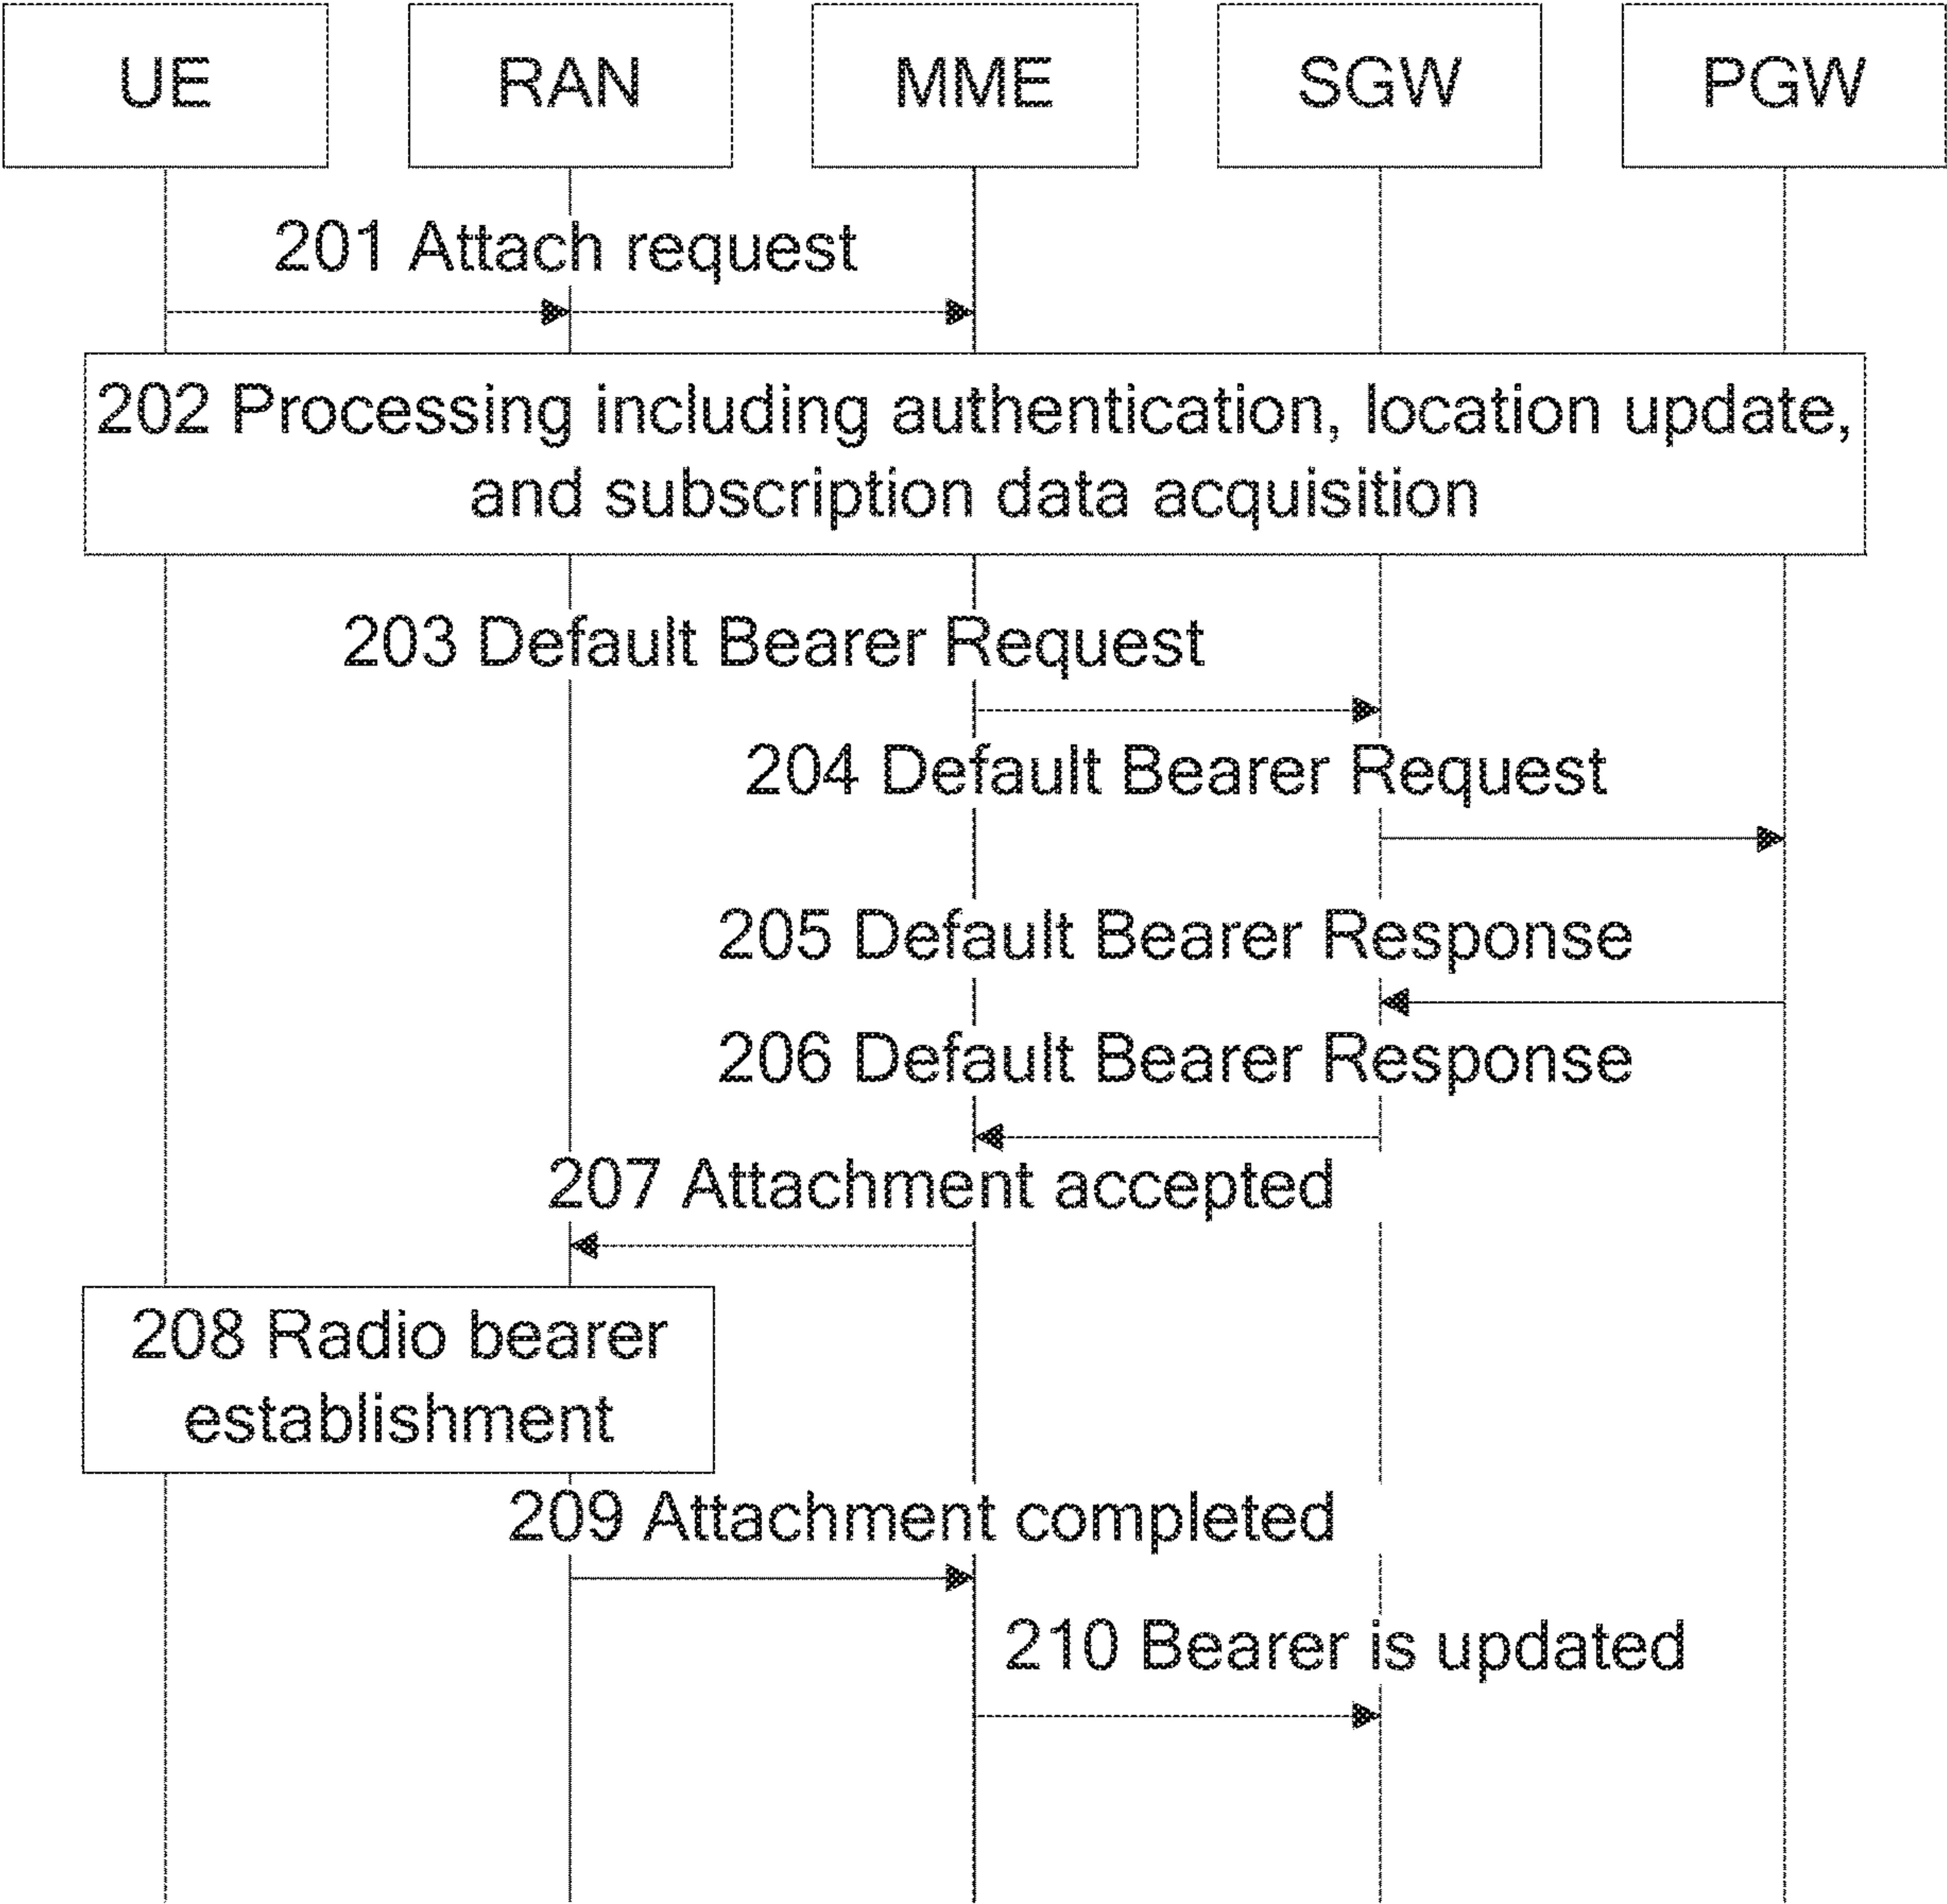 UE
RAN
MME
SGW
PGW
201 Attach request
202 Processing including authentication, location update,
and subscription data acquisition
203 Default Bearer Request
204 Default Bearer Request
205 Default Bearer Response
206 Default Bearer Response
207 Attachment accepted
208 Radio bearer
establishment
209 Attachment completed
210 Bearer is updated